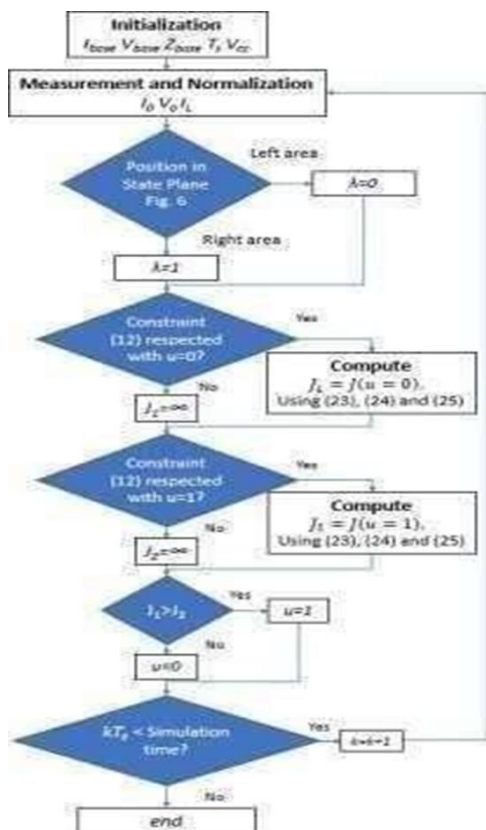 Initialization
I_base V_base Z_base T_s V_cc
Measurement and Normalization
I_O V_O I_L
Position in
State Plane
Fig. 6
Left area
λ=0
Right area
λ=1
Constraint
(12) respected
with u=0?
Yes
Compute
J_1 = J(u = 0),
Using (23), (24) and (25)
No
J_1=∞
Constraint
(12) respected
with u=1?
Yes
Compute
J_2 = J(u = 1),
Using (23), (24) and (25)
No
J_2=∞
J_1>J_2
Yes
u=1
No
u=0
kT_s < Simulation
time?
Yes
k=k+1
No
end